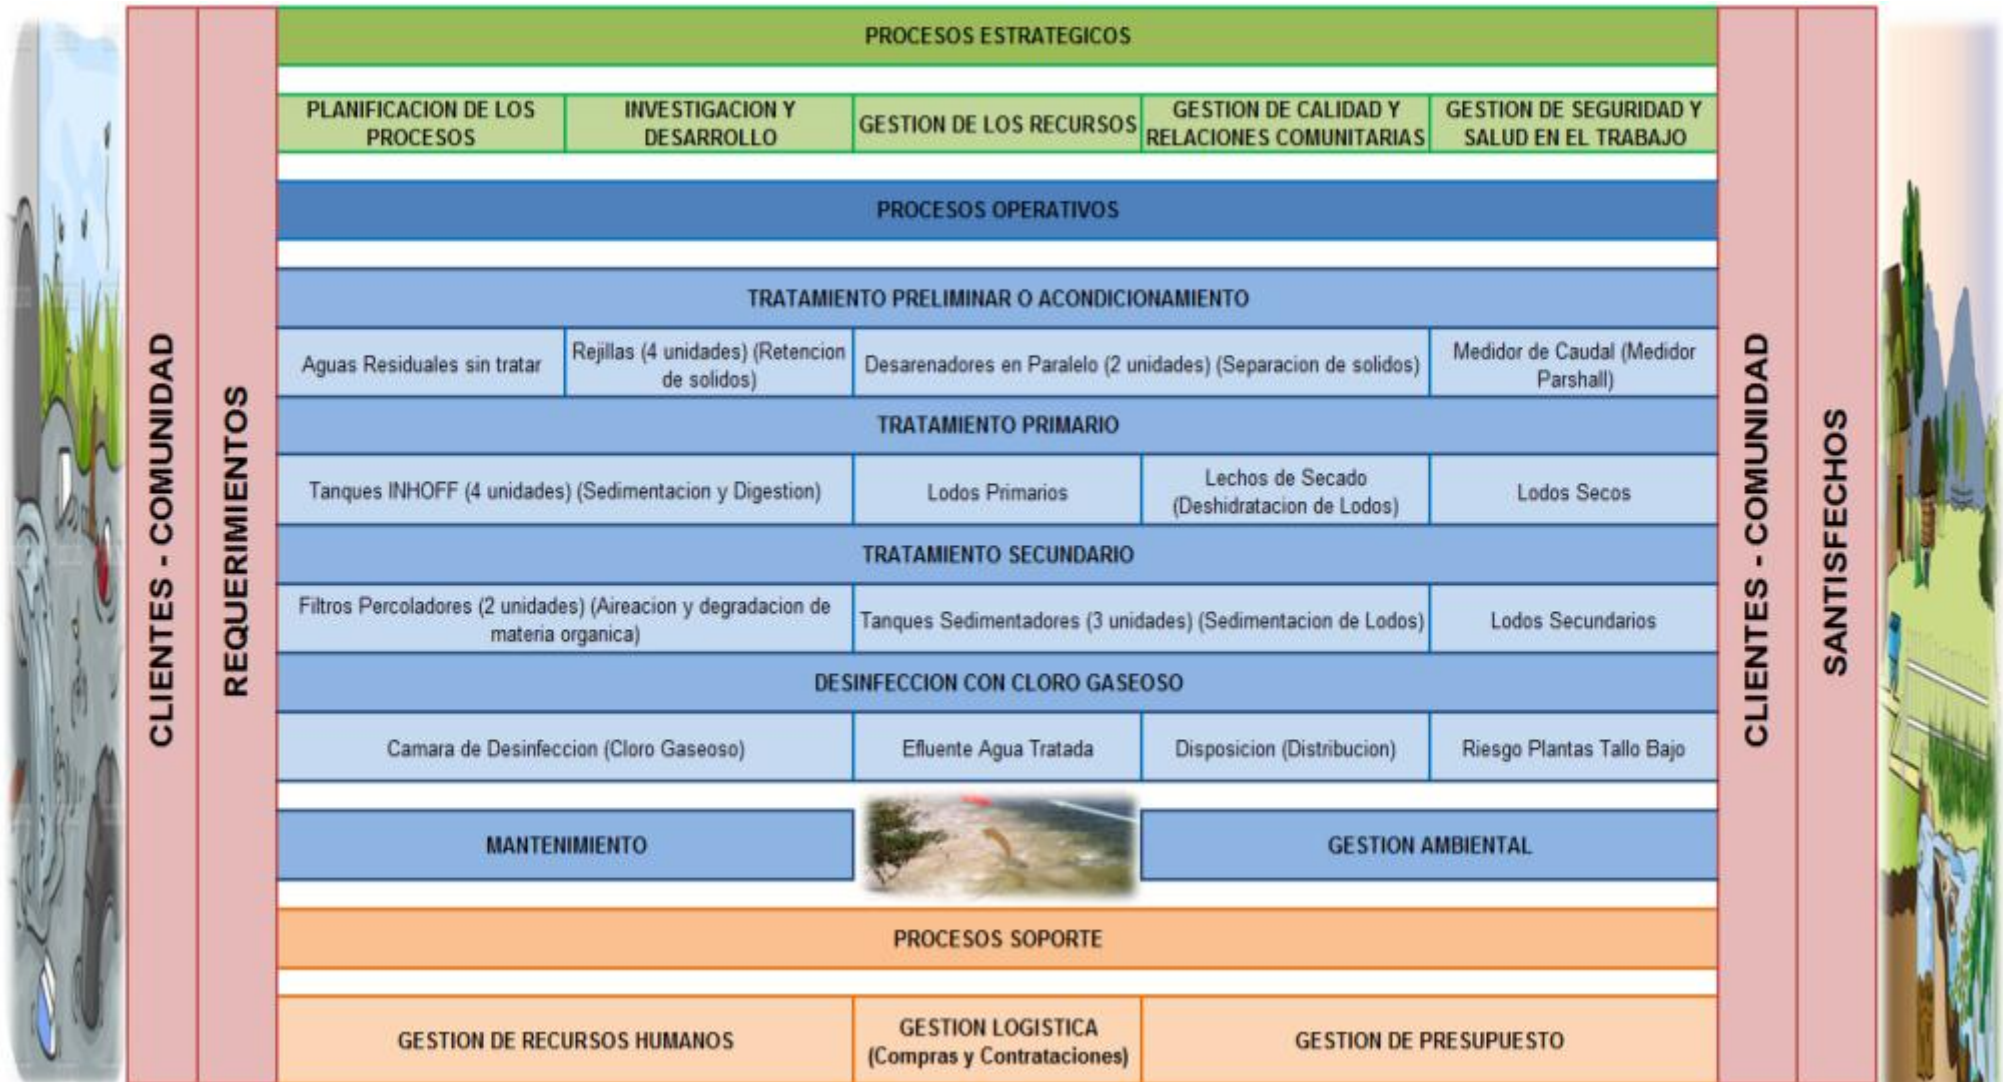 CLIENTES - COMUNIDAD
REQUERIMIENTOS
PROCESOS ESTRATEGICOS
PLANIFICACION DE LOS
PROCESOS
INVESTIGACION Y
DESARROLLO
GESTION DE LOS RECURSOS
GESTION DE CALIDAD Y
RELACIONES COMUNITARIAS
GESTION DE SEGURIDAD Y
SALUD EN EL TRABAJO
PROCESOS OPERATIVOS
TRATAMIENTO PRELIMINAR O ACONDICIONAMIENTO
Aguas Residuales sin tratar
Rejillas (4 unidades) (Retencion
de solidos)
Desarenadores en Paralelo (2 unidades) (Separacion de solidos)
Medidor de Caudal (Medidor
Parshall)
TRATAMIENTO PRIMARIO
Tanques INHOFF (4 unidades) (Sedimentacion y Digestion)
Lodos Primarios
Lechos de Secado
(Deshidratacion de Lodos)
Lodos Secos
TRATAMIENTO SECUNDARIO
Filtros Percoladores (2 unidades) (Aireacion y degradacion de
materia organica)
Tanques Sedimentadores (3 unidades) (Sedimentacion de Lodos)
Lodos Secundarios
DESINFECCION CON CLORO GASEOSO
Camara de Desinfeccion (Cloro Gaseoso)
Efluente Agua Tratada
Disposicion (Distribucion)
Riesgo Plantas Tallo Bajo
MANTENIMIENTO
GESTION AMBIENTAL
PROCESOS SOPORTE
GESTION DE RECURSOS HUMANOS
GESTION LOGISTICA
(Compras y Contrataciones)
GESTION DE PRESUPUESTO
CLIENTES - COMUNIDAD
SANTISFECHOS